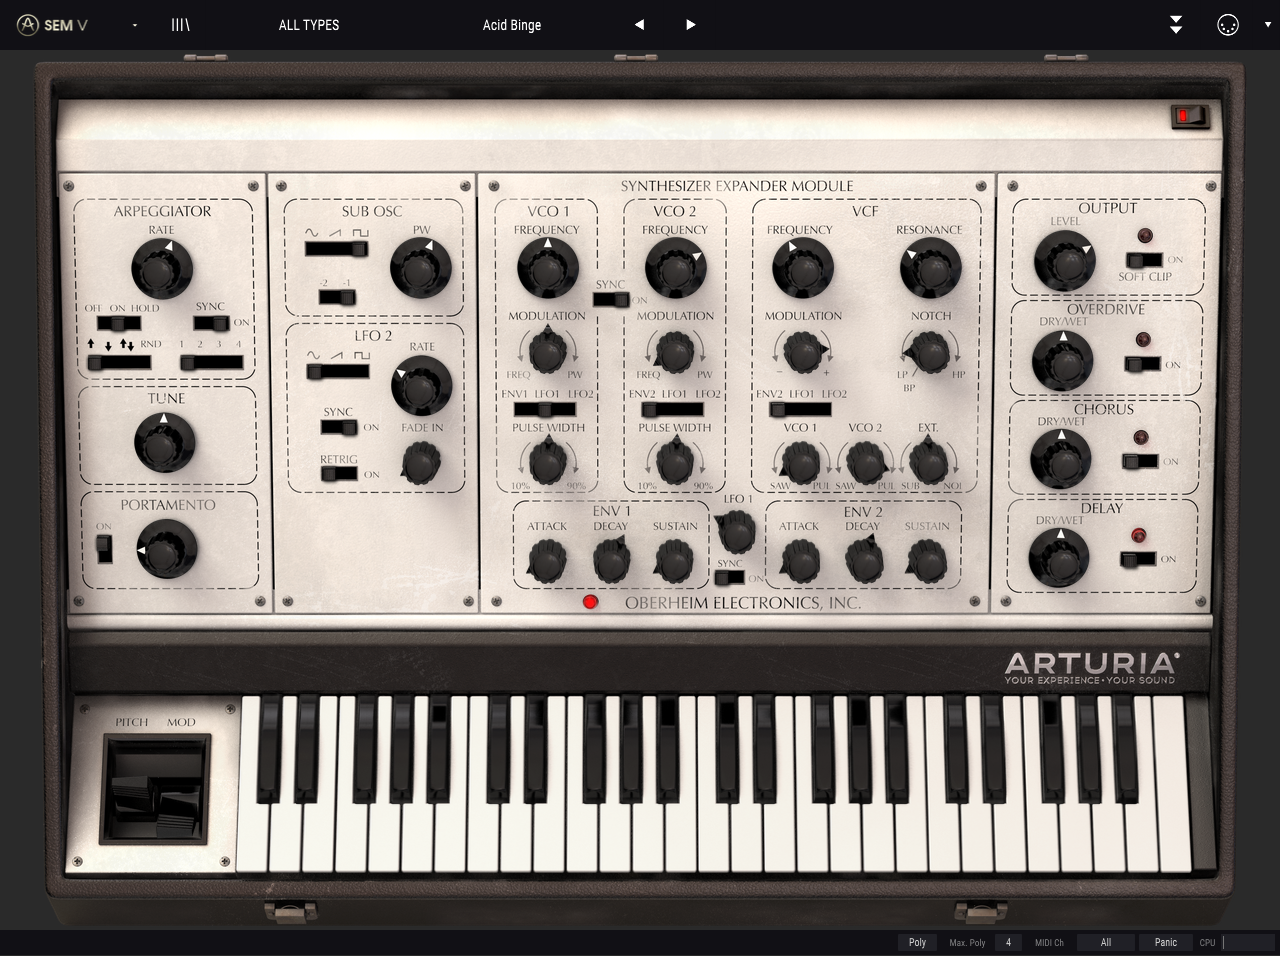 SEM V
ALL TYPES
Acid Binge
SYNTHESIZER EXPANDER MODULE
ARPEGGIATOR
RATE
OFF ON HOLD
SYNC
ON
RND
1 2 3 4
TUNE
PORTAMENTO
ON
SUB OSC
PW
-2 -1
LFO 2
RATE
SYNC
ON
FADE IN
RETRIG
ON
VCO 1
FREQUENCY
MODULATION
FREQ PW
ENV1 LFO1 LFO2
PULSE WIDTH
10% 90%
SYNC
ON
VCO 2
FREQUENCY
MODULATION
FREQ PW
ENV2 LFO1 LFO2
PULSE WIDTH
10% 90%
VCF
FREQUENCY
RESONANCE
MODULATION
- +
NOTCH
LP / HP
BP
ENV2 LFO1 LFO2
VCO 1 VCO 2 EXT.
SAW PUL SAW PUL SUB NOI
ENV 1
ATTACK DECAY SUSTAIN
LFO 1
SYNC
ON
ENV 2
ATTACK DECAY SUSTAIN
OBERHEIM ELECTRONICS, INC.
OUTPUT
LEVEL
ON
SOFT CLIP
OVERDRIVE
DRY/WET
ON
CHORUS
DRY/WET
ON
DELAY
DRY/WET
ON
ARTURIA
YOUR EXPERIENCE • YOUR SOUND
PITCH MOD
Poly Max. Poly 4 MIDI Ch All Panic CPU